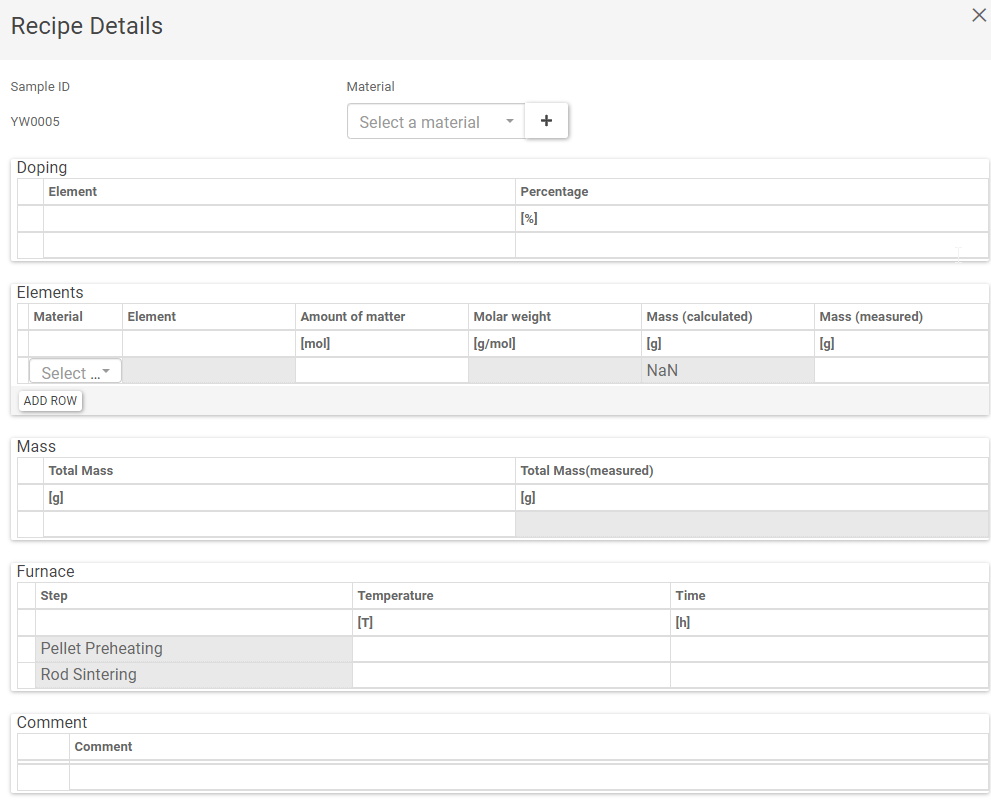 Recipe Details
Sample ID Material
YW0005 Select a material +
Doping
Element Percentage
[%]
Elements
Material Element Amount of matter Molar weight Mass (calculated) Mass (measured)
[mol] [g/mol] [g] [g]
Select ... NaN
ADD ROW
Mass
Total Mass Total Mass(measured)
[g] [g]
Furnace
Step Temperature Time
[T] [h]
Pellet Preheating
Rod Sintering
Comment
Comment